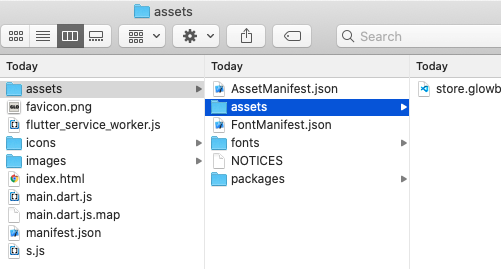 assets
Search
Today
Today
Today
assets
favicon.png
flutter_service_worker.js
icons
images
index.html
main.dart.js
main.dart.js.map
manifest.json
s.js
AssetManifest.json
assets
FontManifest.json
fonts
NOTICES
packages
store.glowb